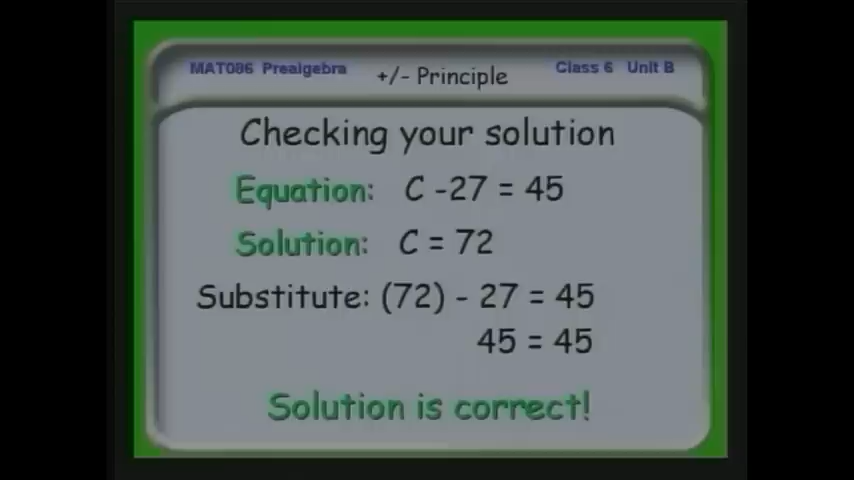 MAT086 Prealgebra +/- Principle Class 6 Unit B
Checking your solution
Equation: C -27 = 45
Solution: C = 72
Substitute: (72) - 27 = 45
45 = 45
Solution is correct!